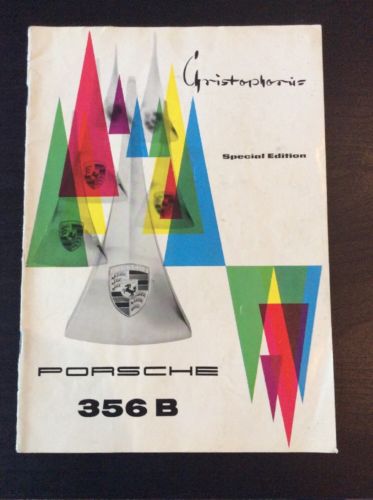 Christophorus
Special Edition
PORSCHE
356 B